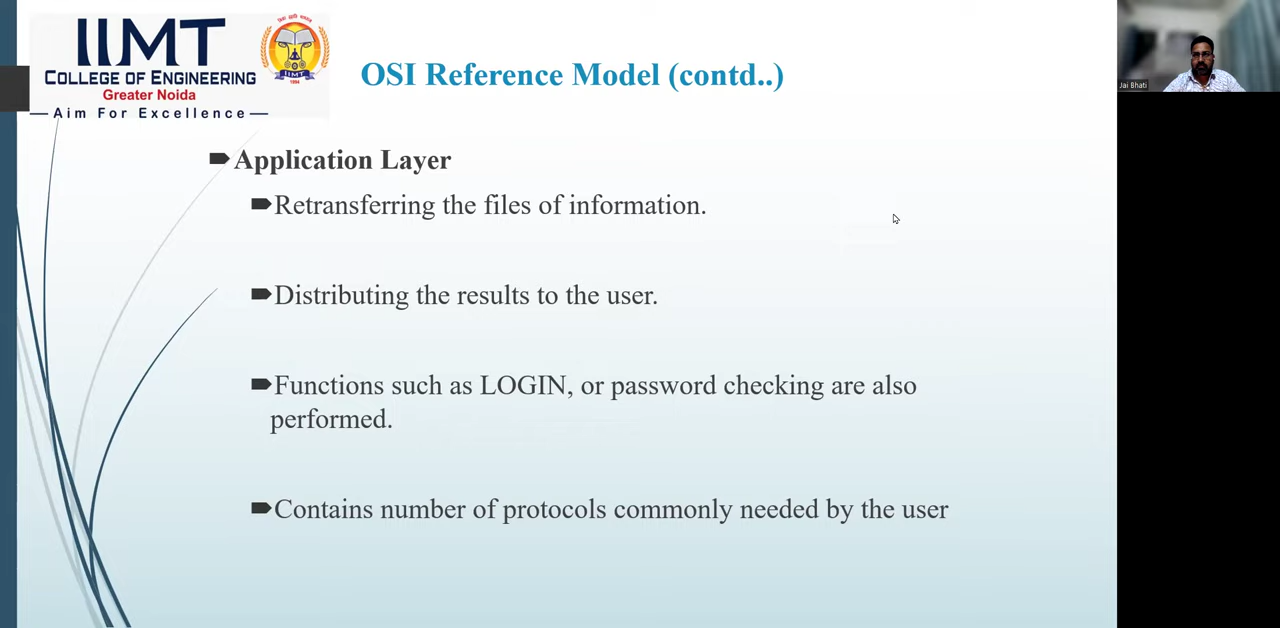 IIMT
COLLEGE OF ENGINEERING
Greater Noida
Aim For Excellence
IIMT
OSI Reference Model (contd..)
Jai Bhati
Application Layer
Retransferring the files of information.
Distributing the results to the user.
Functions such as LOGIN, or password checking are also
performed.
Contains number of protocols commonly needed by the user